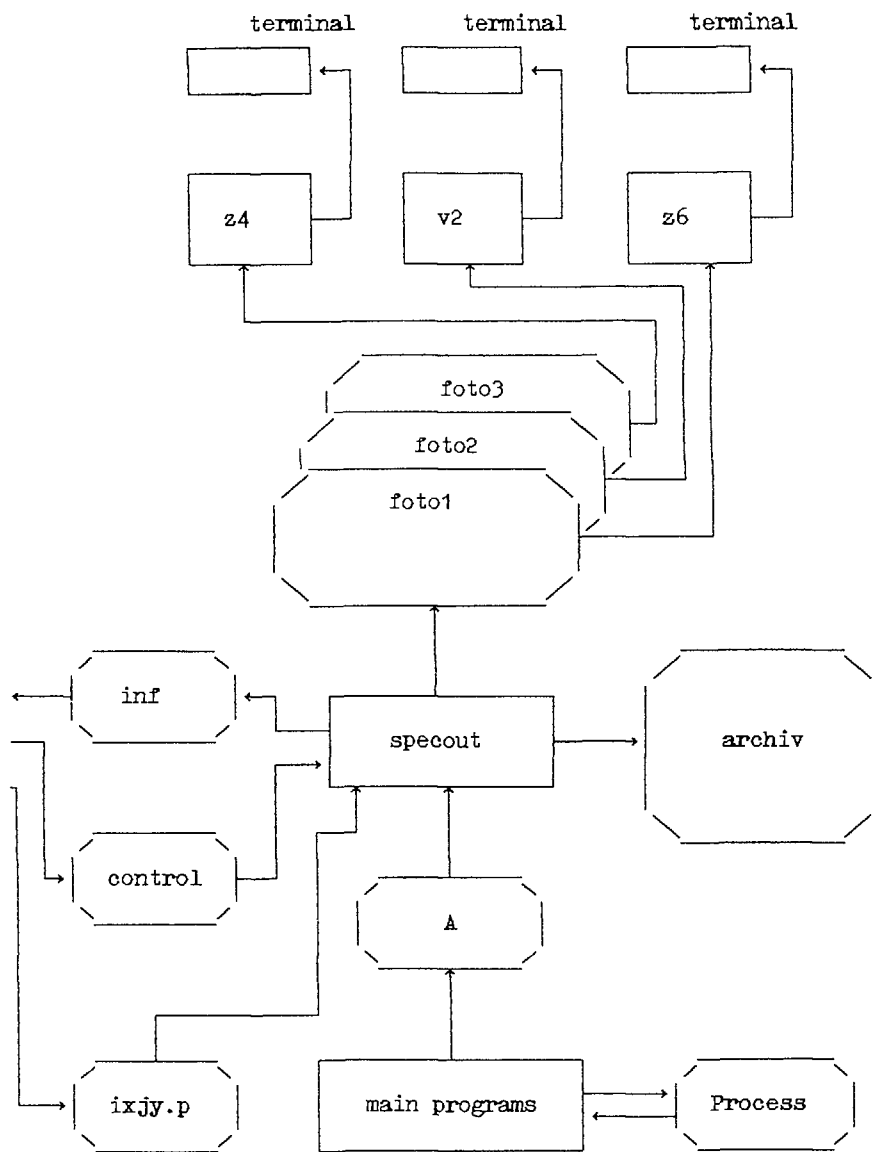 terminal terminal terminal
z4 v2 z6
foto3
foto2
foto1
inf
specout
archiv
control
A
ixjy.p
main programs
Process